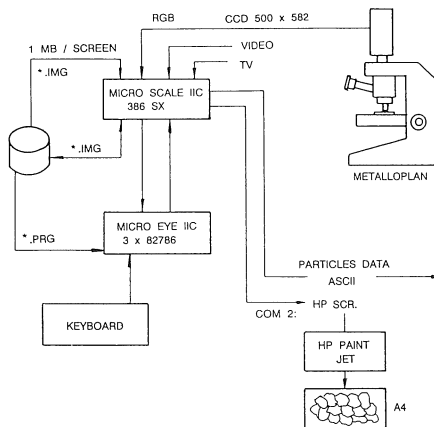 RGB
CCD 500 x 582
1 MB / SCREEN
VIDEO
*.IMG
TV
MICRO SCALE IIC
386 SX
*.IMG
METALLOPLAN
MICRO EYE IIC
3 x 82786
*.PRG
PARTICLES DATA
ASCII
HP SCR.
COM 2:
KEYBOARD
HP PAINT
JET
A4